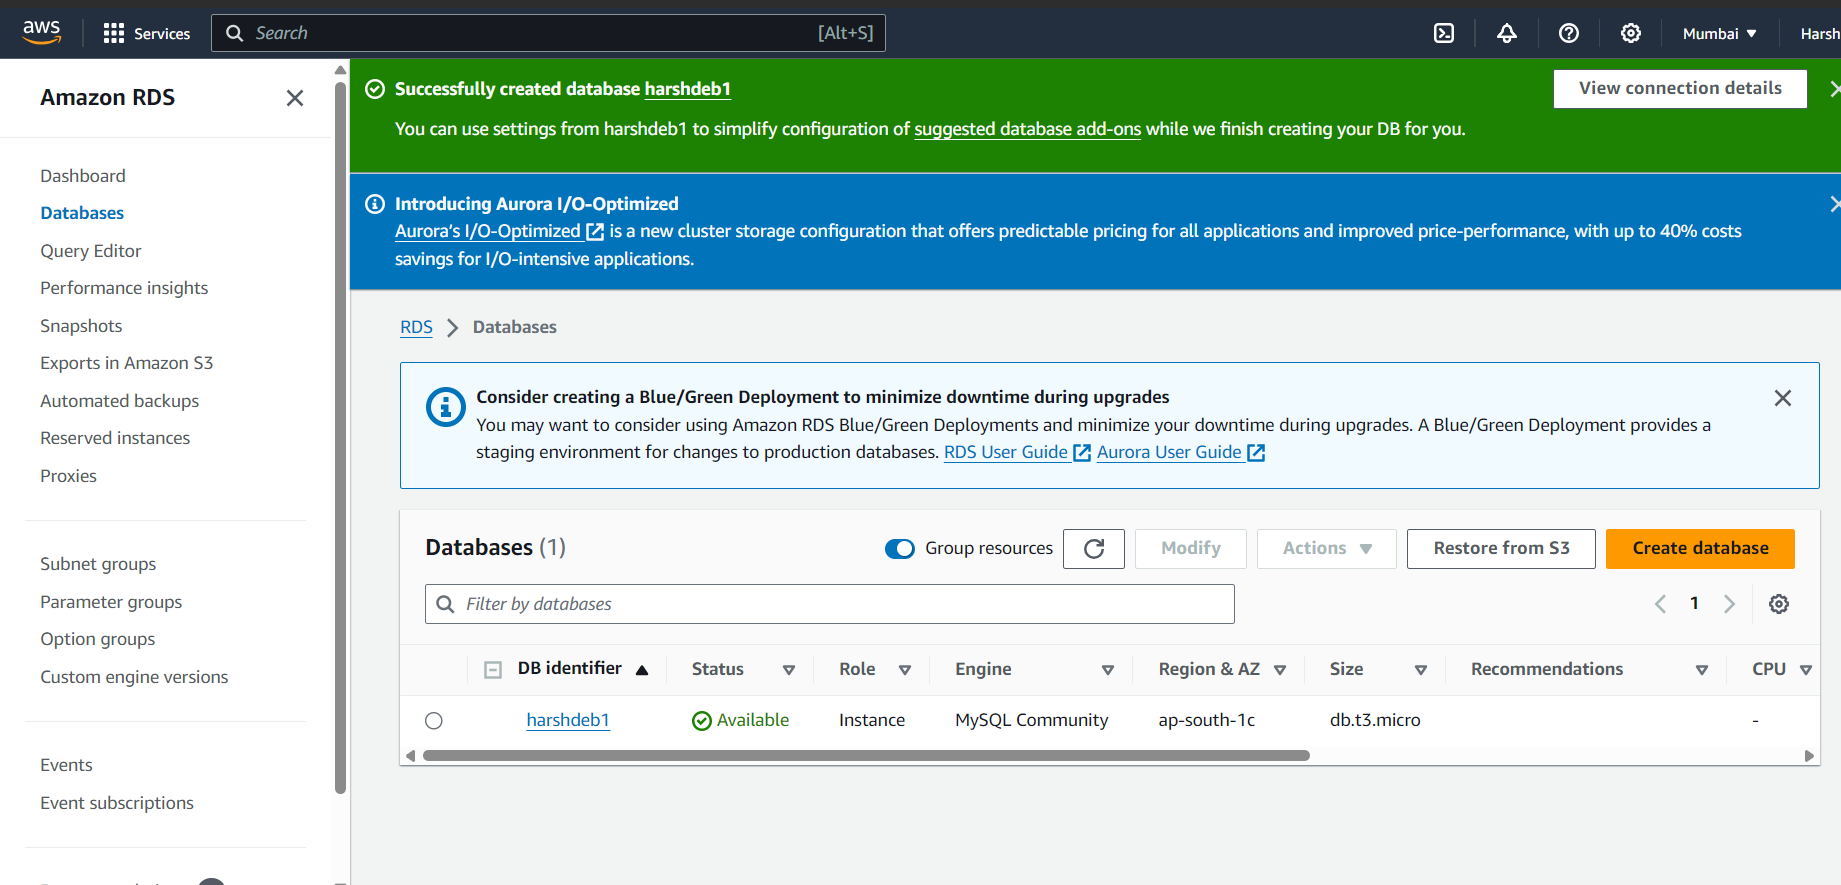 aws Services Search [Alt+S] Mumbai Harsh
Amazon RDS
Dashboard
Databases
Query Editor
Performance insights
Snapshots
Exports in Amazon S3
Automated backups
Reserved instances
Proxies
Subnet groups
Parameter groups
Option groups
Custom engine versions
Events
Event subscriptions
Successfully created database harshdeb1
View connection details
You can use settings from harshdeb1 to simplify configuration of suggested database add-ons while we finish creating your DB for you.
Introducing Aurora I/O-Optimized
Aurora's I/O-Optimized is a new cluster storage configuration that offers predictable pricing for all applications and improved price-performance, with up to 40% costs
savings for I/O-intensive applications.
RDS Databases
Consider creating a Blue/Green Deployment to minimize downtime during upgrades
You may want to consider using Amazon RDS Blue/Green Deployments and minimize your downtime during upgrades. A Blue/Green Deployment provides a
staging environment for changes to production databases. RDS User Guide Aurora User Guide
Databases (1) Group resources Modify Actions Restore from S3 Create database
Filter by databases 1
DB identifier Status Role Engine Region & AZ Size Recommendations CPU
harshdeb1 Available Instance MySQL Community ap-south-1c db.t3.micro -